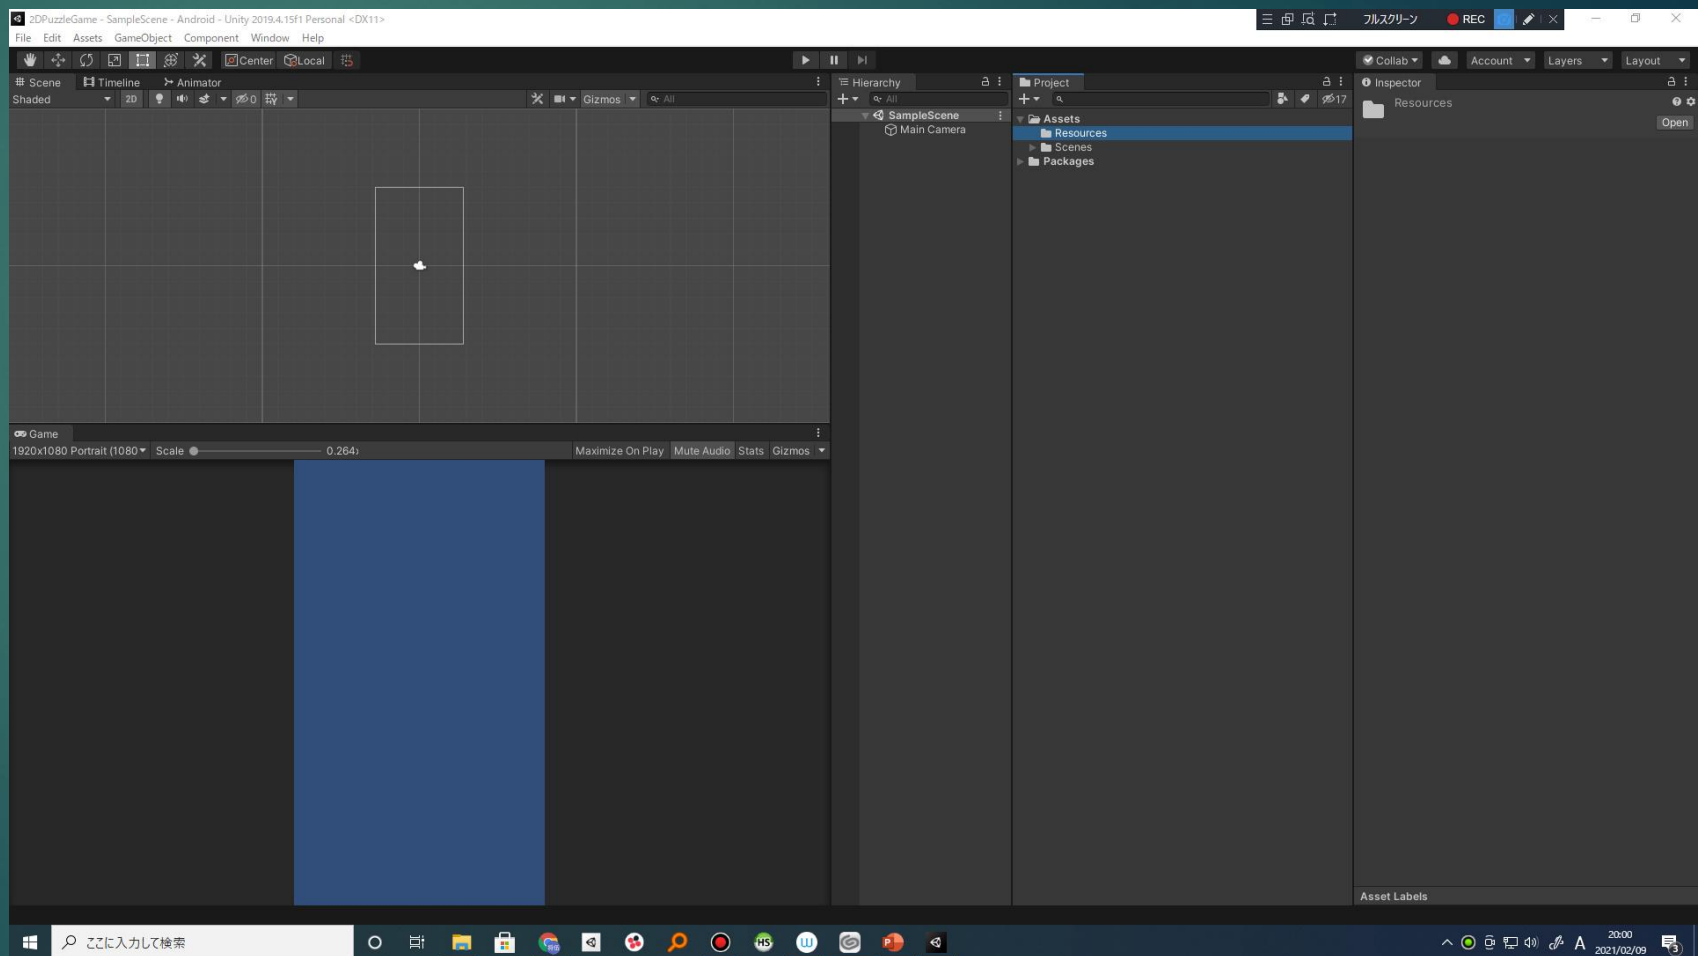 2DPuzzleGame - SampleScene - Android - Unity 2019.4.15f1 Personal <DX11>
フルスクリーン
REC
File Edit Assets GameObject Component Window Help
Center Local
Collab Account Layers Layout
Scene Timeline Animator
Hierarchy
Project
Inspector
Shaded 2D 0 Gizmos All
All
17
Resources
Open
SampleScene
Main Camera
Assets
Resources
Scenes
Packages
Game
1920x1080 Portrait (1080 Scale 0.264 Maximize On Play Mute Audio Stats Gizmos
Asset Labels
ここに入力して検索
HS
A
20:00
2021/02/09
3